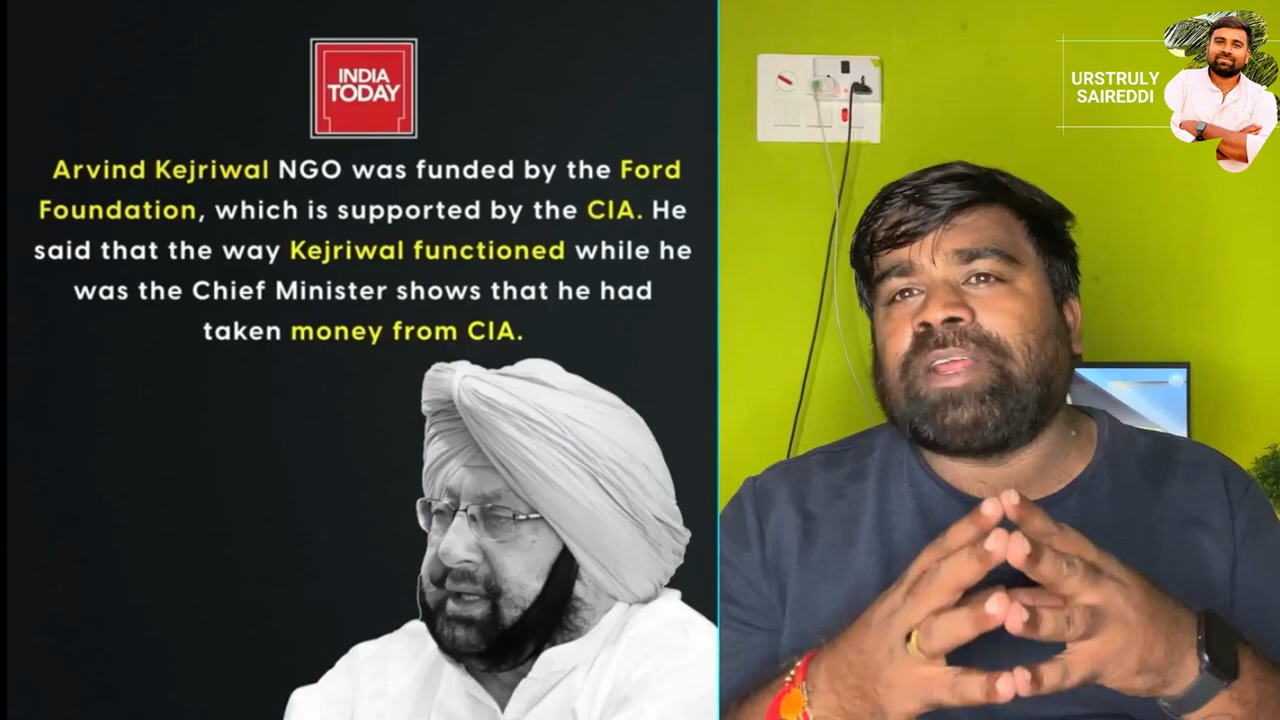 INDIA
TODAY
Arvind Kejriwal NGO was funded by the Ford
Foundation, which is supported by the CIA. He
said that the way Kejriwal functioned while he
was the Chief Minister shows that he had
taken money from CIA.
URSTRULY
SAIREDDI